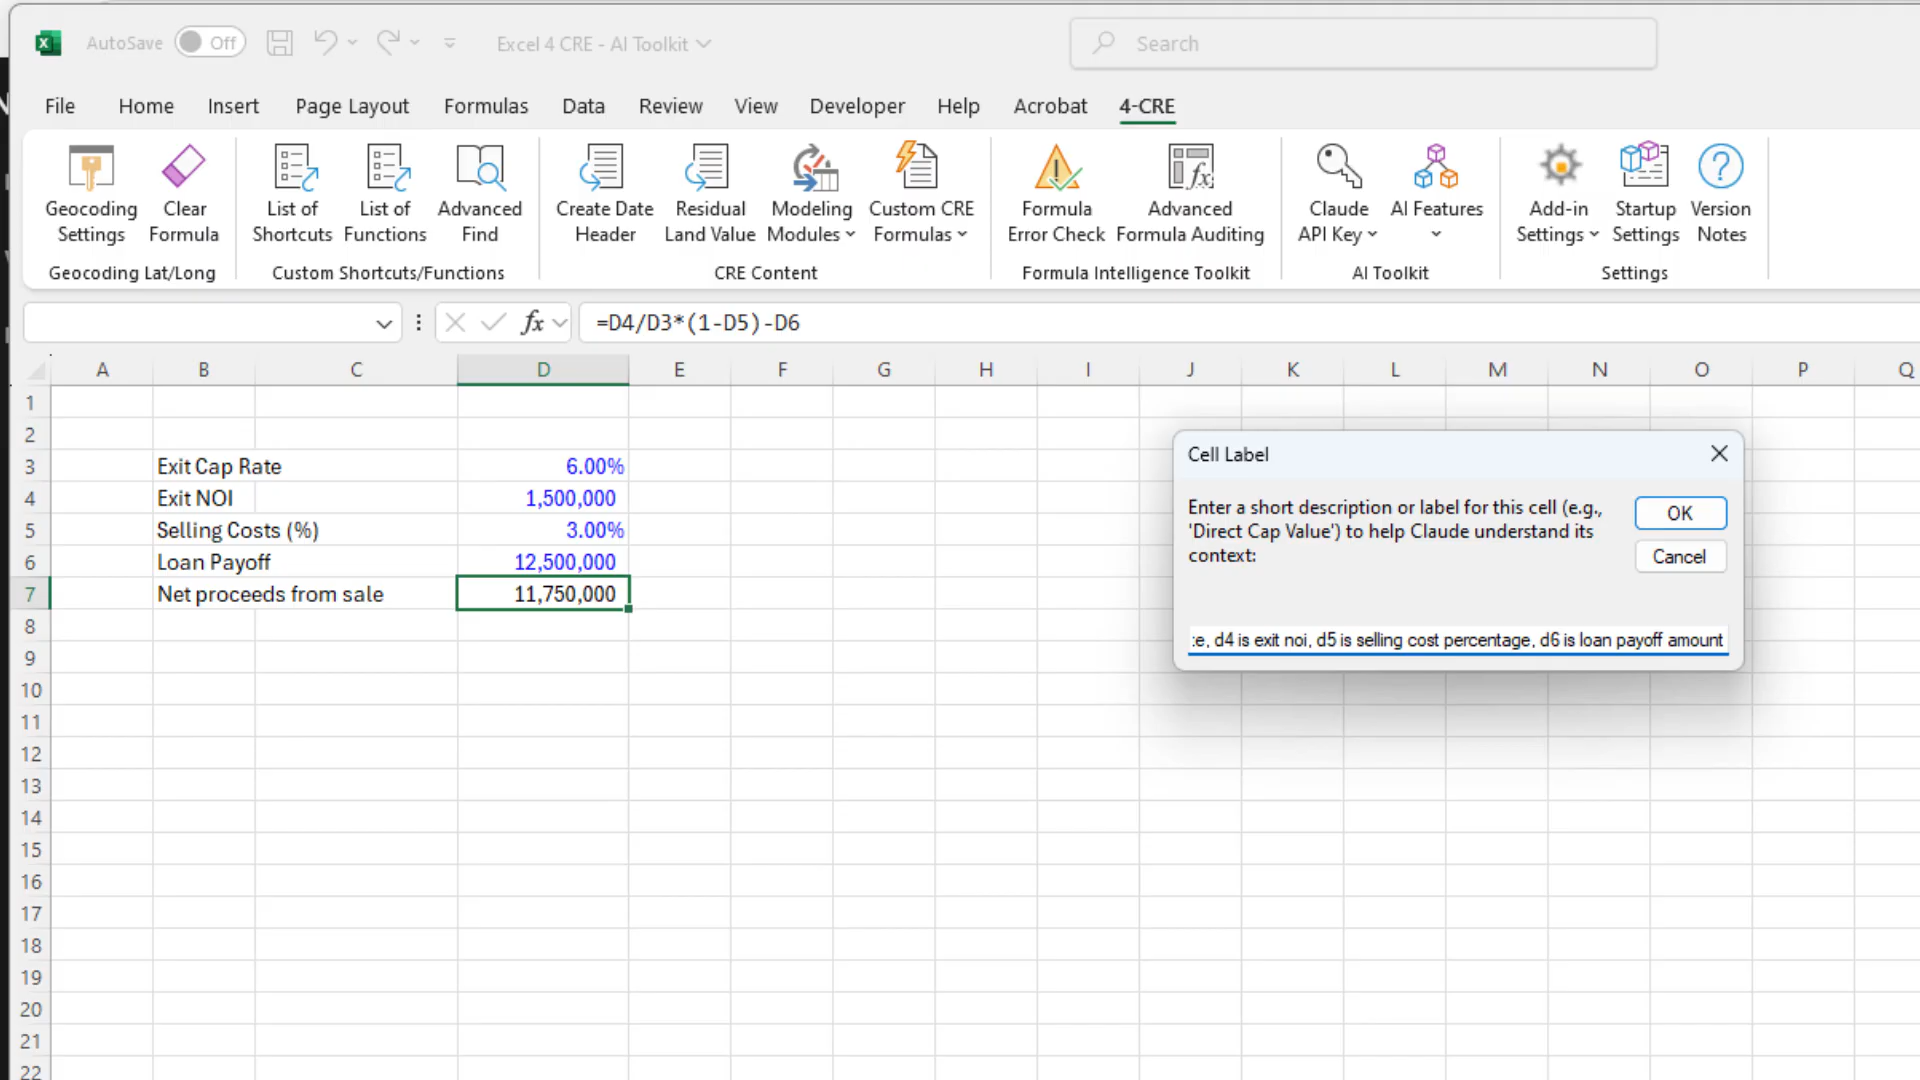 AutoSave Off Excel 4 CRE - AI Toolkit Search
File Home Insert Page Layout Formulas Data Review View Developer Help Acrobat 4-CRE
Geocoding Settings
Clear Formula
Geocoding Lat/Long
List of Shortcuts
List of Functions
Advanced Find
Custom Shortcuts/Functions
Create Date Header
Residual Land Value
Modeling Modules
Custom CRE Formulas
CRE Content
Formula Error Check
Advanced Formula Auditing
Formula Intelligence Toolkit
Claude API Key
AI Features
AI Toolkit
Add-in Settings
Startup Settings
Version Notes
Settings
fx =D4/D3*(1-D5)-D6
A B C D E F G H I J K L M N O P Q
1
2
3 Exit Cap Rate 6.00%
4 Exit NOI 1,500,000
5 Selling Costs (%) 3.00%
6 Loan Payoff 12,500,000
7 Net proceeds from sale 11,750,000
8
9
10
11
12
13
14
15
16
17
18
19
20
21
22
Cell Label
Enter a short description or label for this cell (e.g.,
'Direct Cap Value') to help Claude understand its
context:
OK
Cancel
e, d4 is exit noi, d5 is selling cost percentage, d6 is loan payoff amount